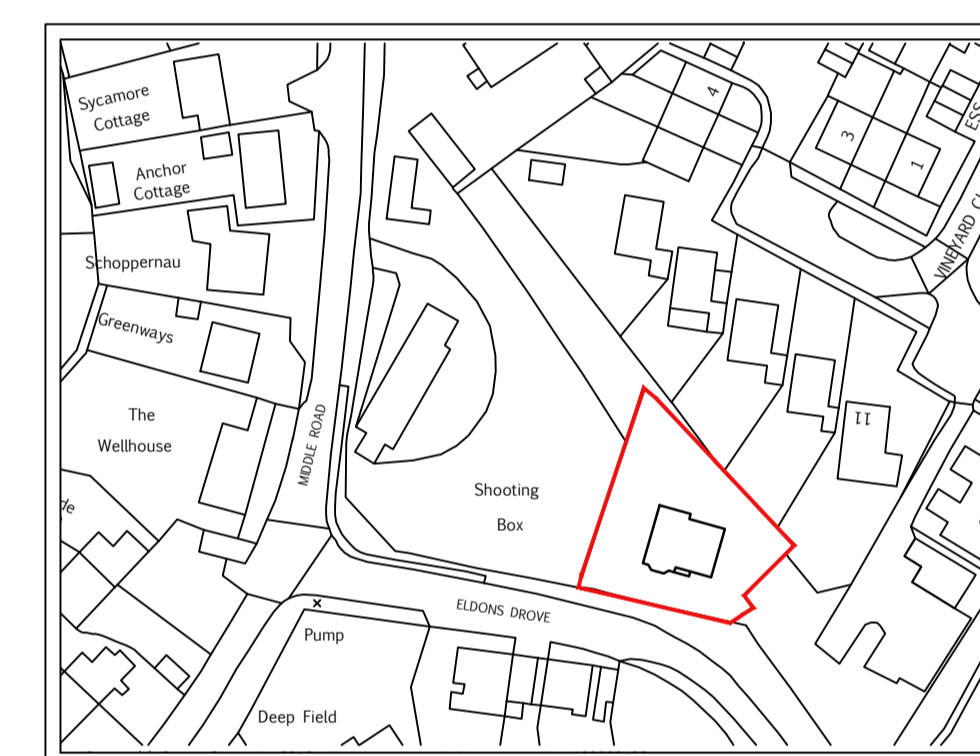 Sycamore
Cottage
4
3
1
Anchor
Cottage
Schoppernau
VINEYARD
Greenways
The
Wellhouse
MIDDLE ROAD
11
Shooting
Box
de
ELDONS DROVE
Pump
Deep Field